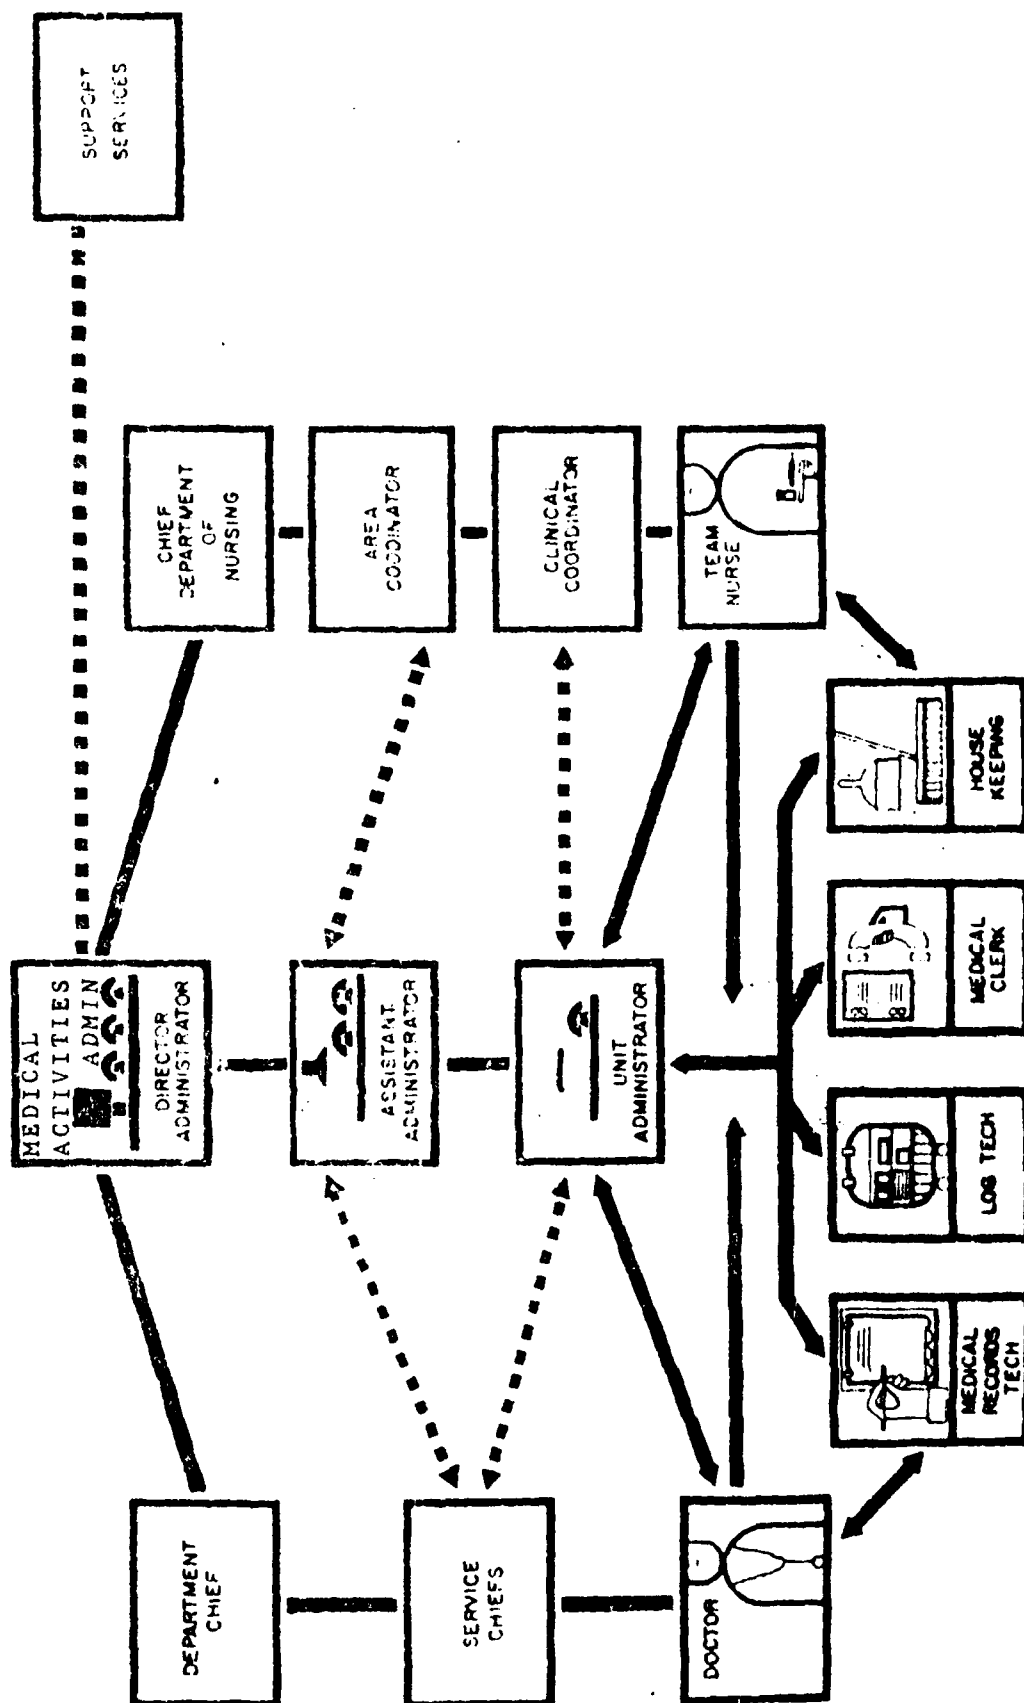 MEDICAL
ACTIVITIES
ADMIN
DIRECTOR
ADMINISTRATOR
SUPPORT
SERVICES
DEPARTMENT
CHIEF
CHIEF
DEPARTMENT
OF
NURSING
ASSISTANT
ADMINISTRATOR
AREA
COORDINATOR
SERVICE
CHIEFS
UNIT
ADMINISTRATOR
CLINICAL
COORDINATOR
DOCTOR
TEAM
NURSE
MEDICAL
RECORDS
TECH
LOG TECH
MEDICAL
CLERK
HOUSE
KEEPING